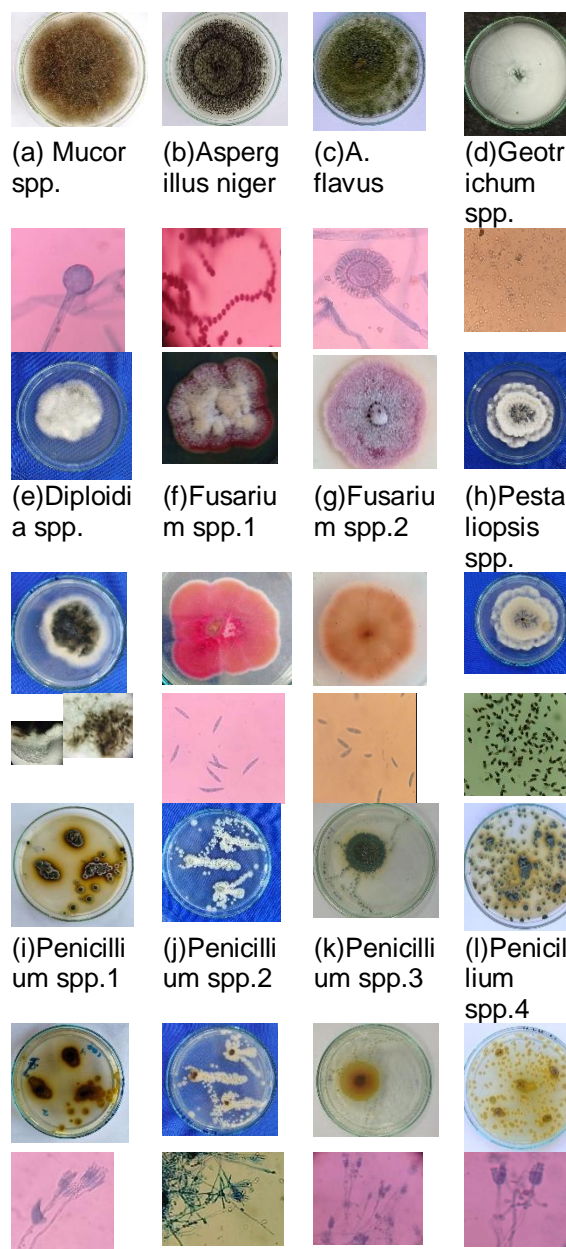 (a) Mucor
spp.
(b)Asperg
illus niger
(c)A.
flavus
(d)Geotr
ichum
spp.
(e)Diploidi
a spp.
(f)Fusariu
m spp.1
(g)Fusariu
m spp.2
(h)Pesta
liopsis
spp.
(i)Penicilli
um spp.1
(j)Penicilli
um spp.2
(k)Penicilli
um spp.3
(l)Penicil
lium
spp.4